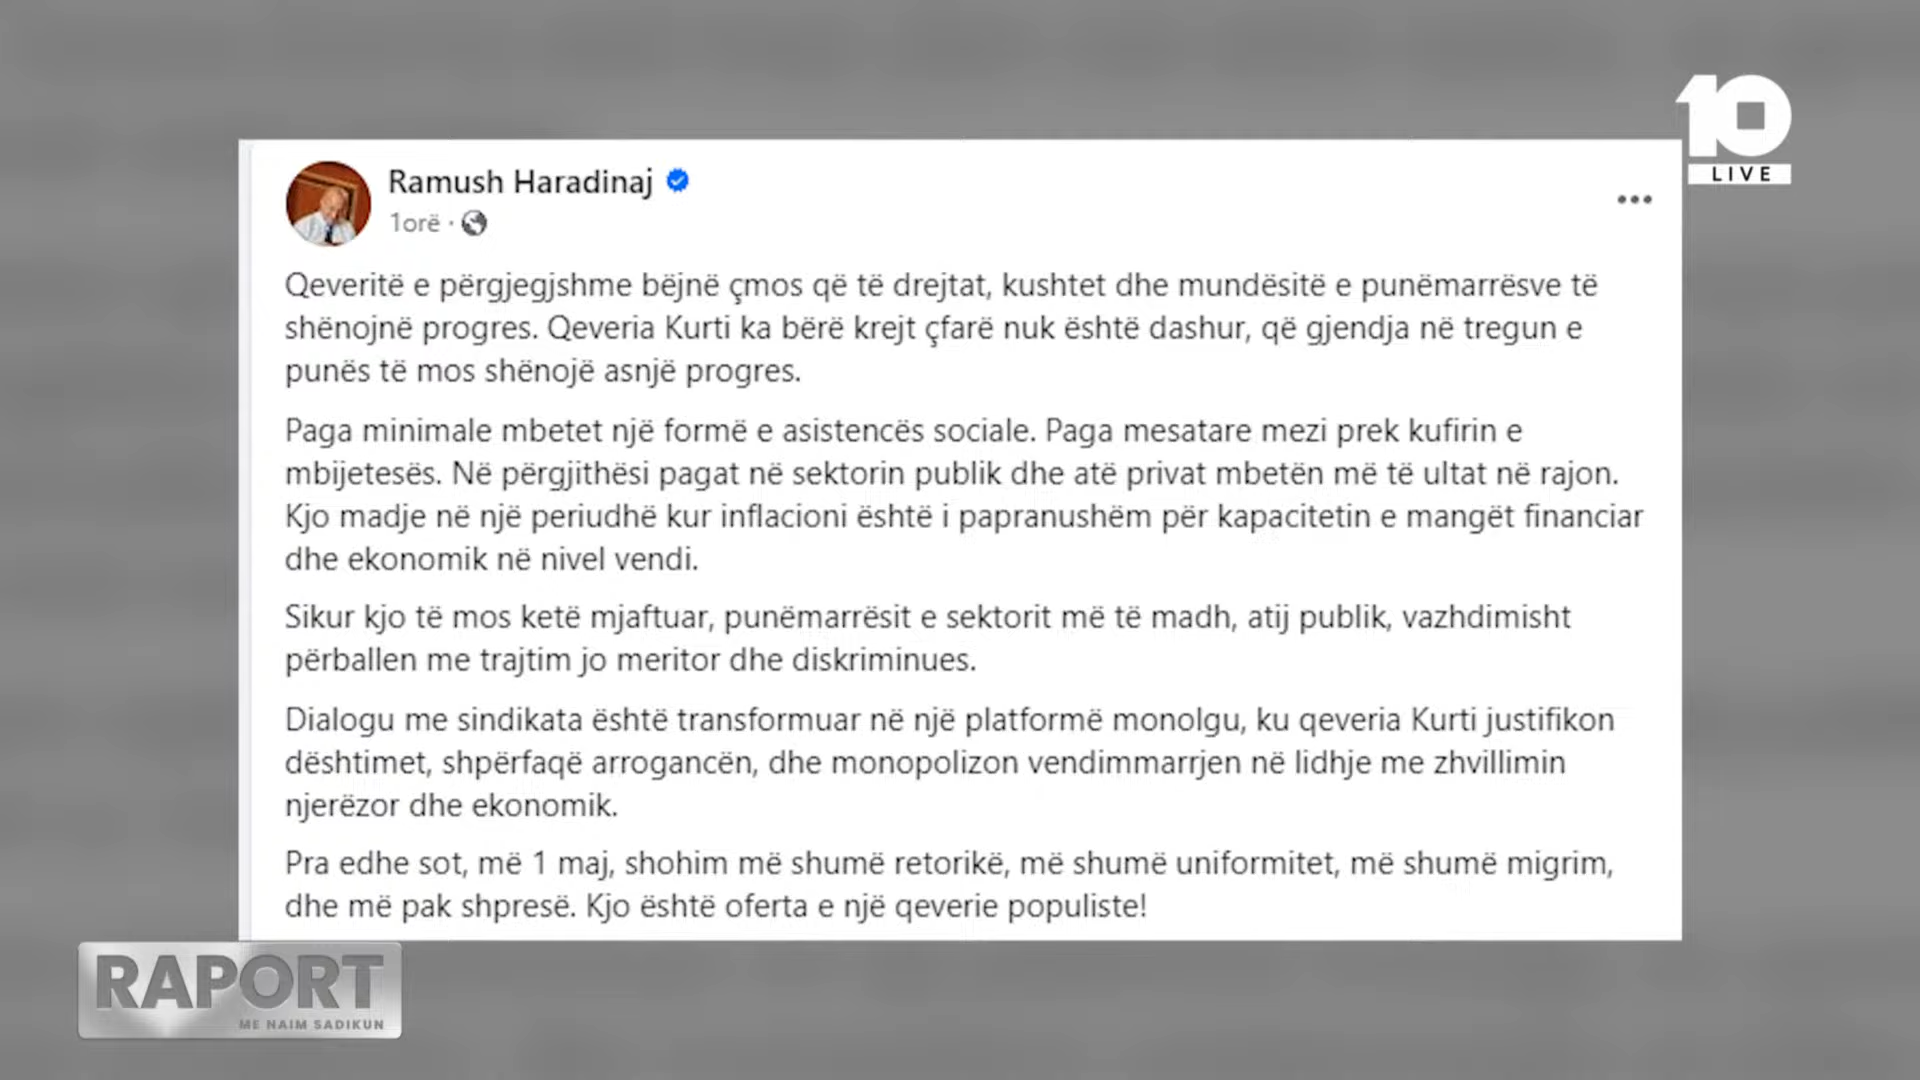 10
LIVE
Ramush Haradinaj
1orë ·
Qeveritë e përgjegjshme bëjnë çmos që të drejtat, kushtet dhe mundësitë e punëmarrësve të
shënojnë progres. Qeveria Kurti ka bërë krejt çfarë nuk është dashur, që gjendja në tregun e
punës të mos shënojë asnjë progres.
Paga minimale mbetet një formë e asistencës sociale. Paga mesatare mezi prek kufirin e
mbijetesës. Në përgjithësi pagat në sektorin publik dhe atë privat mbetën më të ultat në rajon.
Kjo madje në një periudhë kur inflacioni është i papranushëm për kapacitetin e mangët financiar
dhe ekonomik në nivel vendi.
Sikur kjo të mos ketë mjaftuar, punëmarrësit e sektorit më të madh, atij publik, vazhdimisht
përballen me trajtim jo meritor dhe diskriminues.
Dialogu me sindikata është transformuar në një platformë monolgu, ku qeveria Kurti justifikon
dështimet, shpërfaqë arrogancën, dhe monopolizon vendimmarrjen në lidhje me zhvillimin
njerëzor dhe ekonomik.
Pra edhe sot, më 1 maj, shohim më shumë retorikë, më shumë uniformitet, më shumë migrim,
dhe më pak shpresë. Kjo është oferta e një qeverie populiste!
RAPORT
ME NAIM SADIKUN